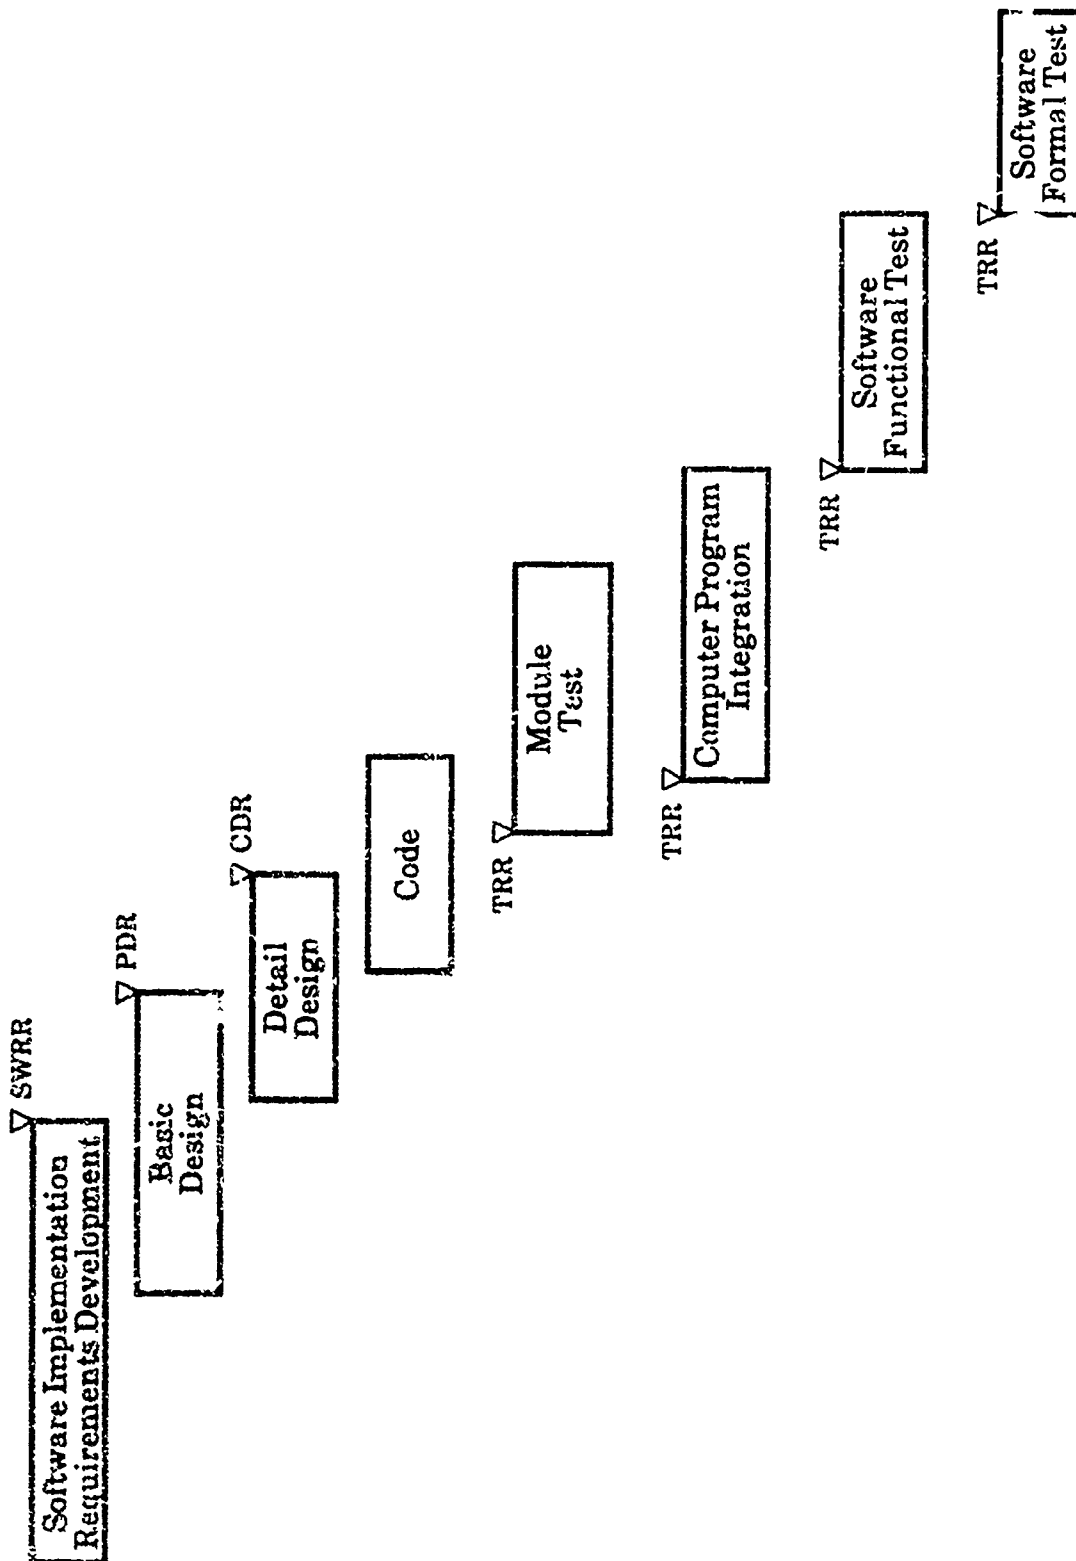 Software Implementation
Requirements Development
SWRR
Basic
Design
PDR
Detail
Design
CDR
Code
TRR
Module
Test
TRR
Computer Program
Integration
TRR
Software
Functional Test
TRR
Software
Formal Test